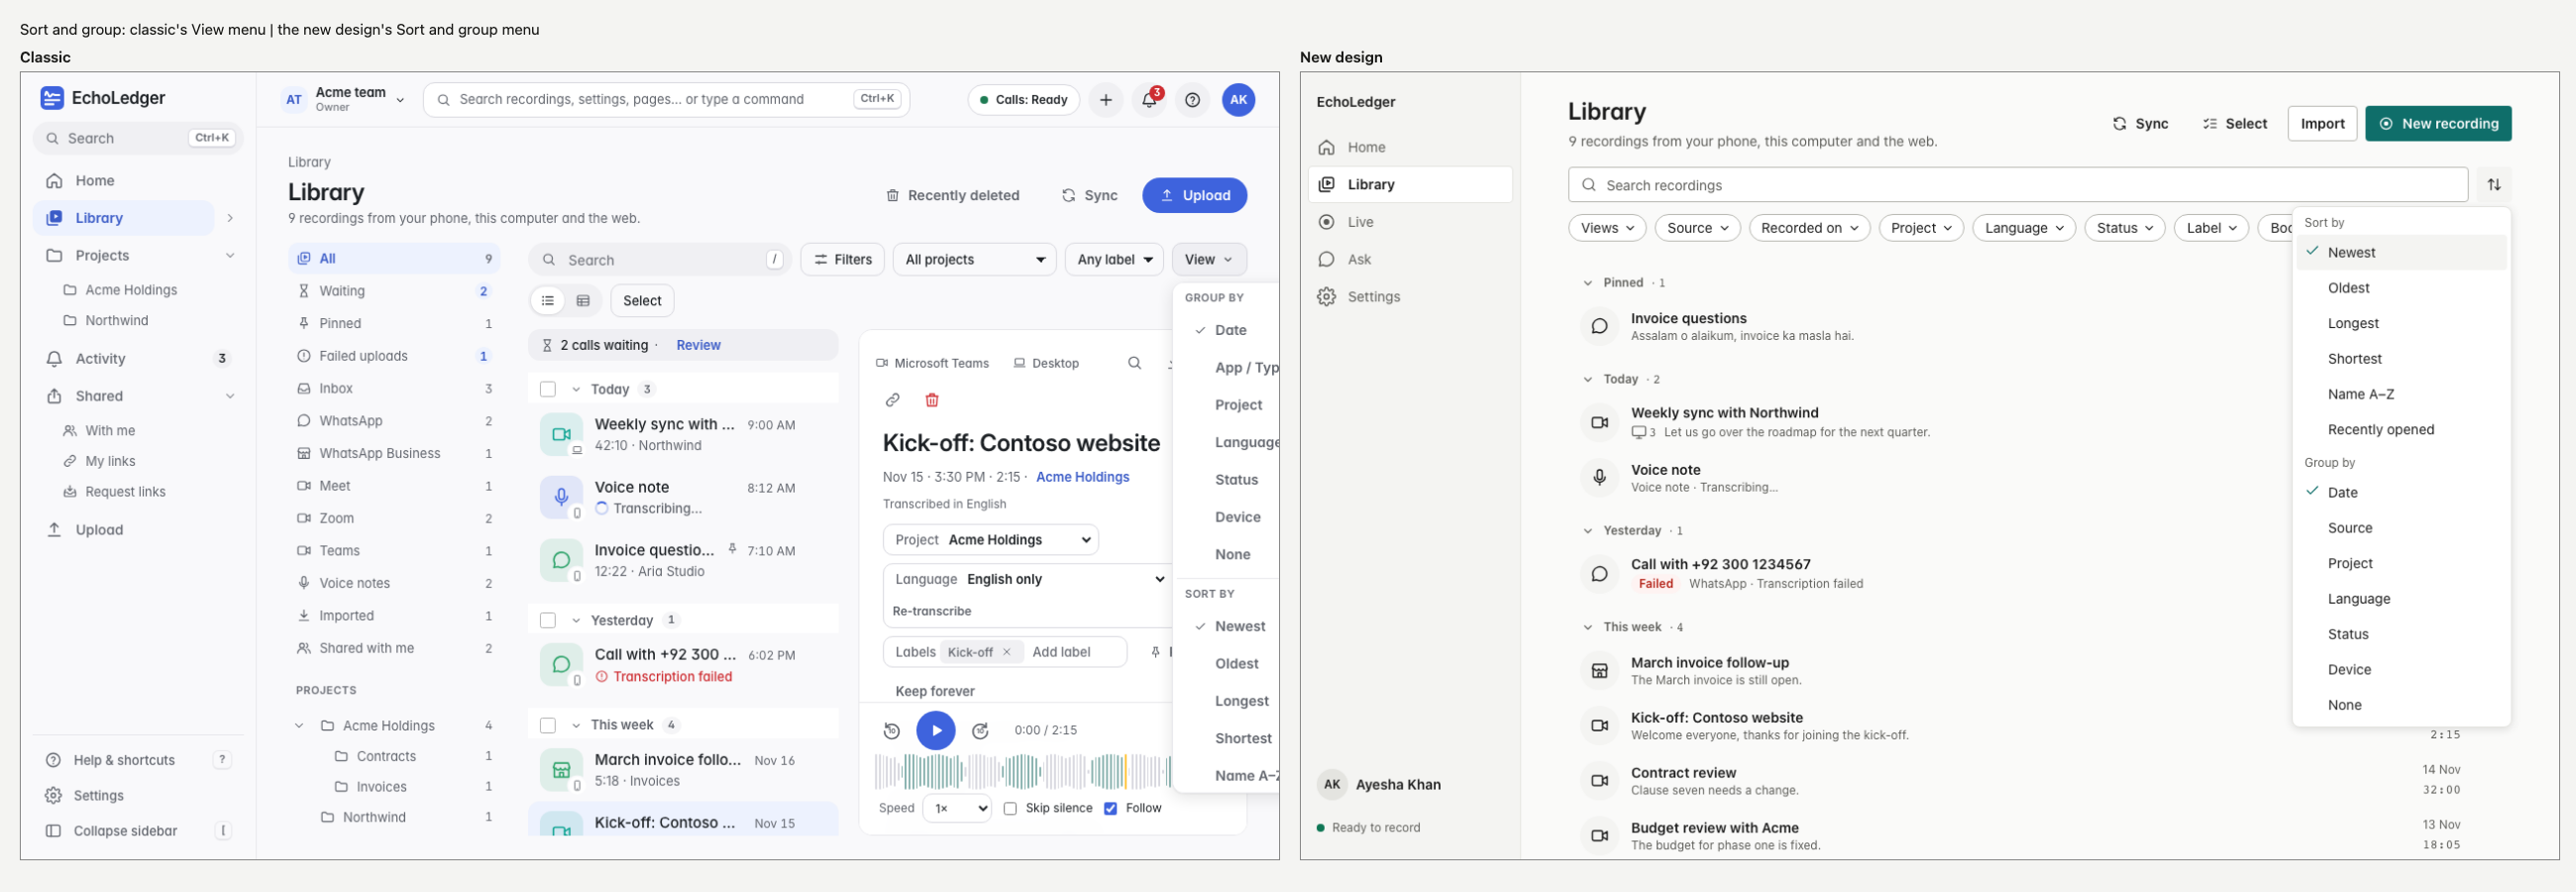 Sort and group: classic's View menu | the new design's Sort and group menu
Classic
EchoLedger
Search Ctrl+K
Home
Library
Projects
Acme Holdings
Northwind
Activity 3
Shared
With me
My links
Request links
Upload
Help & shortcuts ?
Settings
Collapse sidebar [
AT Acme team
Owner
Search recordings, settings, pages... or type a command Ctrl+K
Calls: Ready
3
AK
Library
Library
9 recordings from your phone, this computer and the web.
Recently deleted Sync Upload
All 9
Waiting 2
Pinned 1
Failed uploads 1
Inbox 3
WhatsApp 2
WhatsApp Business 1
Meet 1
Zoom 2
Teams 1
Voice notes 2
Imported 1
Shared with me 2
PROJECTS
Acme Holdings 4
Contracts 1
Invoices 1
Northwind 1
Search /
Filters All projects Any label View
Select
2 calls waiting · Review
Today 3
Weekly sync with ... 9:00 AM
42:10 · Northwind
Voice note 8:12 AM
Transcribing...
Invoice questio... 7:10 AM
12:22 · Aria Studio
Yesterday 1
Call with +92 300 ... 6:02 PM
Transcription failed
This week 4
March invoice follo... Nov 16
5:18 · Invoices
Kick-off: Contoso ... Nov 15
Microsoft Teams Desktop
Kick-off: Contoso website
Nov 15 · 3:30 PM · 2:15 · Acme Holdings
Transcribed in English
Project Acme Holdings
Language English only
Re-transcribe
Labels Kick-off × Add label
Keep forever
10 10 0:00 / 2:15
Speed 1× Skip silence Follow
GROUP BY
Date
App / Typ
Project
Language
Status
Device
None
SORT BY
Newest
Oldest
Longest
Shortest
Name A–Z
New design
EchoLedger
Home
Library
Live
Ask
Settings
AK Ayesha Khan
Ready to record
Library
9 recordings from your phone, this computer and the web.
Sync Select Import New recording
Search recordings
Views Source Recorded on Project Language Status Label Boo
Pinned · 1
Invoice questions
Assalam o alaikum, invoice ka masla hai.
Today · 2
Weekly sync with Northwind
3 Let us go over the roadmap for the next quarter.
Voice note
Voice note · Transcribing...
Yesterday · 1
Call with +92 300 1234567
Failed WhatsApp · Transcription failed
This week · 4
March invoice follow-up
The March invoice is still open.
Kick-off: Contoso website
Welcome everyone, thanks for joining the kick-off.
2:15
Contract review 14 Nov
Clause seven needs a change. 32:00
Budget review with Acme 13 Nov
The budget for phase one is fixed. 18:05
Sort by
Newest
Oldest
Longest
Shortest
Name A–Z
Recently opened
Group by
Date
Source
Project
Language
Status
Device
None